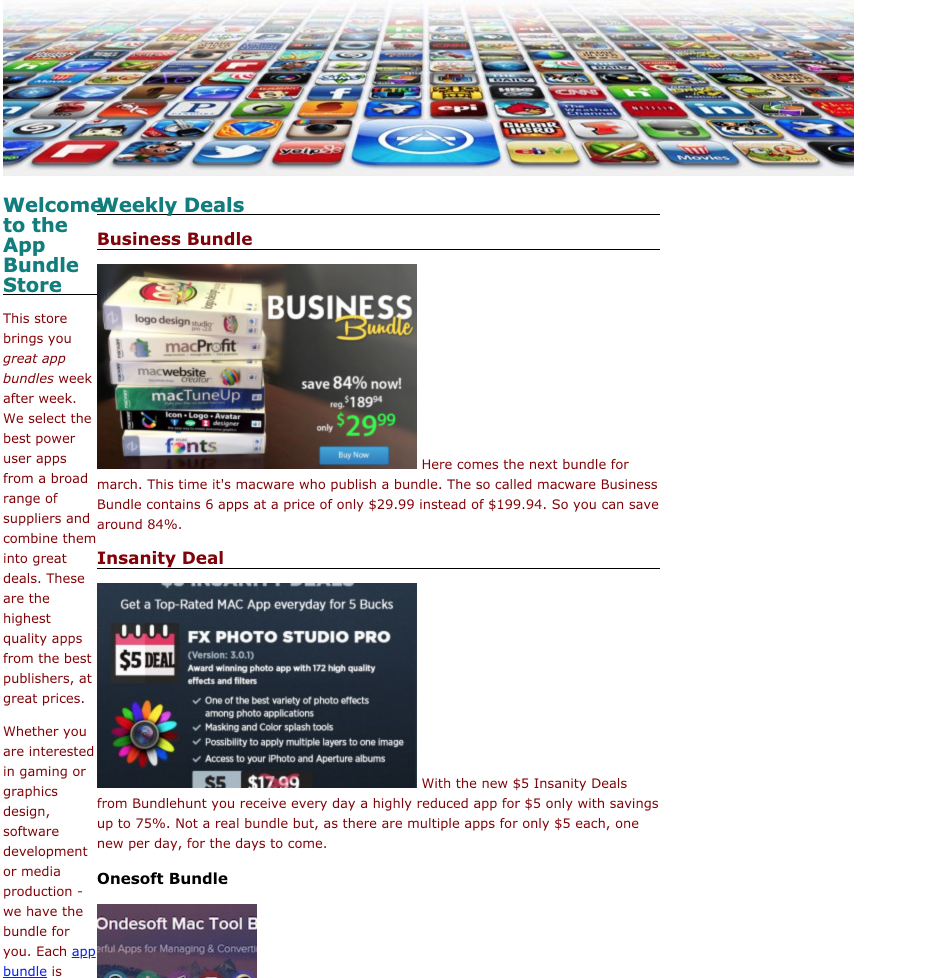 Welcome
to the
App
Bundle
Store
This store
brings you
great app
bundles week
after week.
We select the
best power
user apps
from a broad
range of
suppliers and
combine them
into great
deals. These
are the
highest
quality apps
from the best
publishers, at
great prices.
Whether you
are interested
in gaming or
graphics
design,
software
development
or media
production -
we have the
bundle for
you. Each app
bundle is
Weekly Deals
Business Bundle
logo design studio
macProfit
macwebsite
creator
macTuneUp
Icon • Logo • Avatar
designer
fonts
BUSINESS
Bundle
save 84% now!
reg. $18994
only $2999
Buy Now
Here comes the next bundle for
march. This time it's macware who publish a bundle. The so called macware Business
Bundle contains 6 apps at a price of only $29.99 instead of $199.94. So you can save
around 84%.
Insanity Deal
$5 INSANITY DEALS
Get a Top-Rated MAC App everyday for 5 Bucks
$5 DEAL
FX PHOTO STUDIO PRO
(Version: 3.0.1)
Award winning photo app with 172 high quality
effects and filters
One of the best variety of photo effects
among photo applications
Masking and Color splash tools
Possibility to apply multiple layers to one image
Access to your iPhoto and Aperture albums
$5 $17.99
With the new $5 Insanity Deals
from Bundlehunt you receive every day a highly reduced app for $5 only with savings
up to 75%. Not a real bundle but, as there are multiple apps for only $5 each, one
new per day, for the days to come.
Onesoft Bundle
Ondesoft Mac Tool B
erful Apps for Managing & Converti
epi
HBO
The
Weather
Channel
NETFLIX
yelp
GUITAR
HERO
ebY
Movies